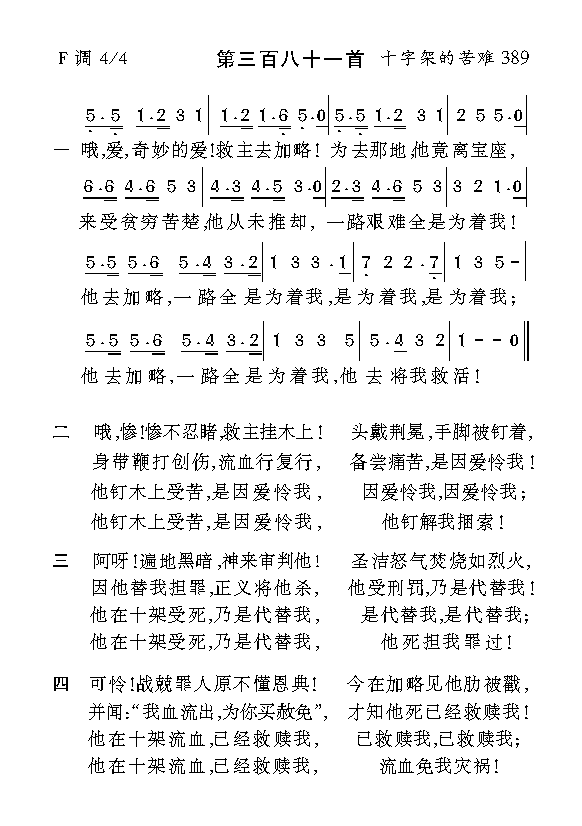 F 调 4/4 第三百八十一首 十字架的苦难 389
5·5 1·2 3 1 | 1·2 1·6 5·0 | 5·5 1·2 3 1 | 2 5 5·0 |
一 哦,爱,奇妙的爱!救主去加略! 为去那地,他竟离宝座,
6·6 4·6 5 3 | 4·3 4·5 3·0 | 2·3 4·6 5 3 | 3 2 1·0 |
来受贫穷苦楚,他从未推却, 一路艰难全是为着我!
5·5 5·6 5·4 3·2 | 1 3 3·1 | 7 2 2·7 | 1 3 5 - |
他去加略,一路全是为着我,是为着我,是为着我;
5·5 5·6 5·4 3·2 | 1 3 3 5 | 5·4 3 2 | 1 - - 0 ‖
他去加略,一路全是为着我,他去将我救活!
二 哦,惨!惨不忍睹,救主挂木上! 头戴荆冕,手脚被钉着,
身带鞭打创伤,流血行复行, 备尝痛苦,是因爱怜我!
他钉木上受苦,是因爱怜我, 因爱怜我,因爱怜我;
他钉木上受苦,是因爱怜我, 他钉解我捆索!
三 阿呀!遍地黑暗,神来审判他! 圣洁怒气焚烧如烈火,
因他替我担罪,正义将他杀, 他受刑罚,乃是代替我!
他在十架受死,乃是代替我, 是代替我,是代替我;
他在十架受死,乃是代替我, 他死担我罪过!
四 可怜!战兢罪人原不懂恩典! 今在加略见他肋被戳,
并闻:“我血流出,为你买赦免”, 才知他死已经救赎我!
他在十架流血,已经救赎我, 已救赎我,已救赎我;
他在十架流血,已经救赎我, 流血免我灾祸!